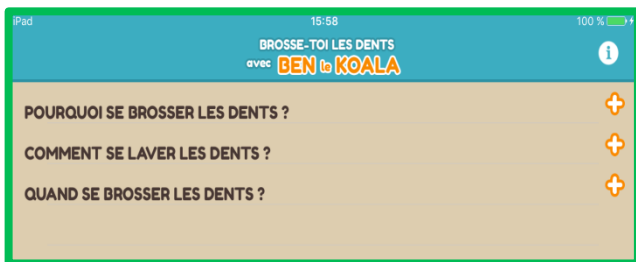 iPad 15:58 100 %
BROSSE-TOI LES DENTS
avec BEN le KOALA
i
POURQUOI SE BROSSER LES DENTS ?
COMMENT SE LAVER LES DENTS ?
QUAND SE BROSSER LES DENTS ?